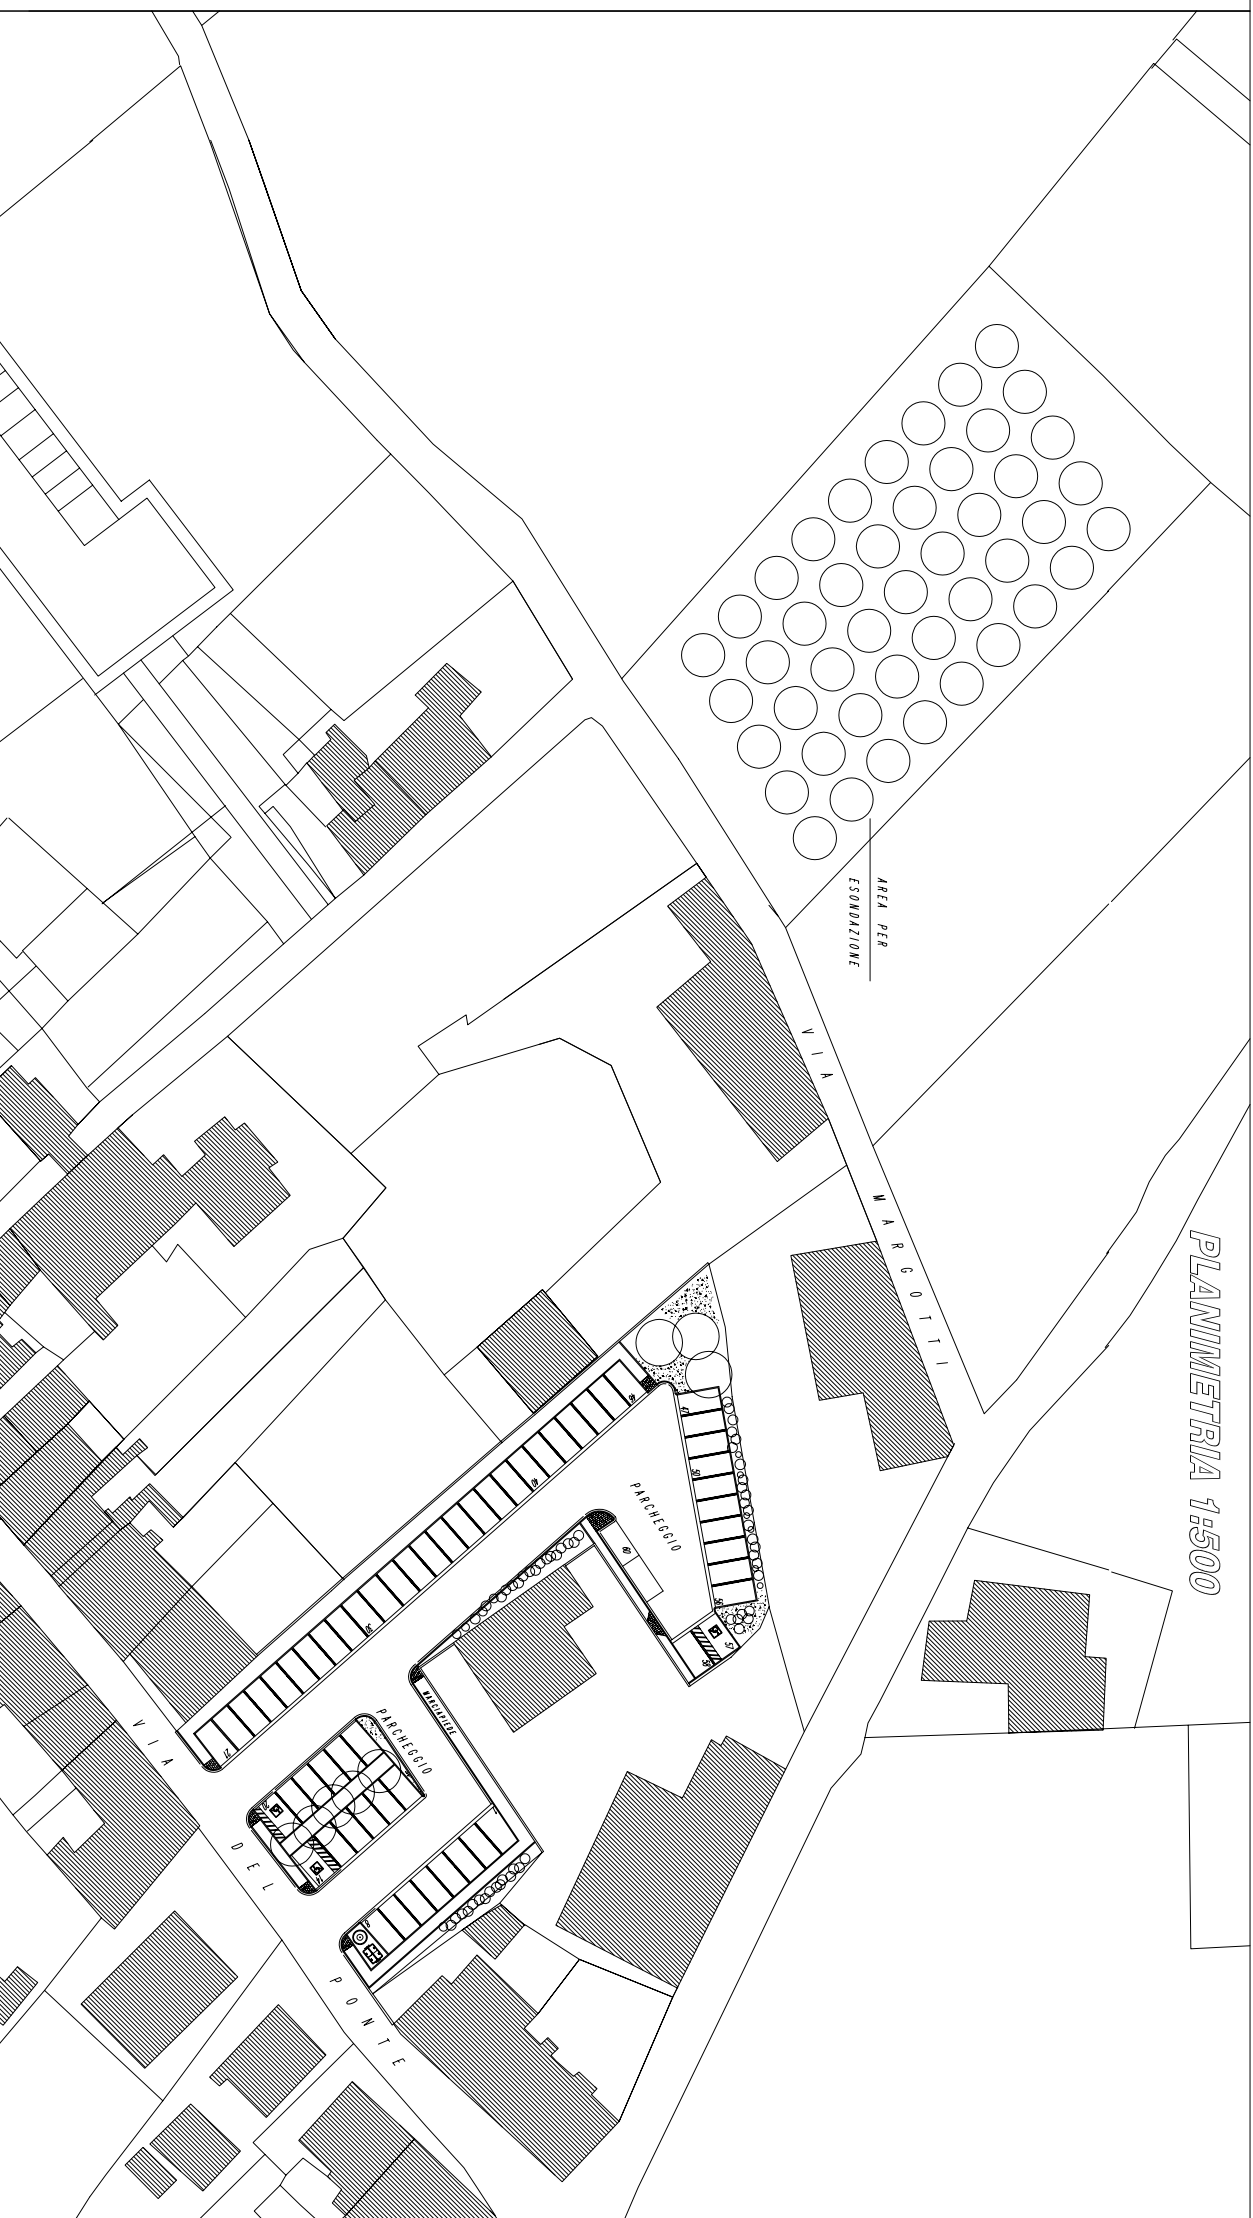 PLANIMETRIA 1:500
AREA PER
ESONDAZIONE
VIA MARGOTTI
PARCHEGGIO
PARCHEGGIO
MARCIAPIEDE
VIA DEL PONTE